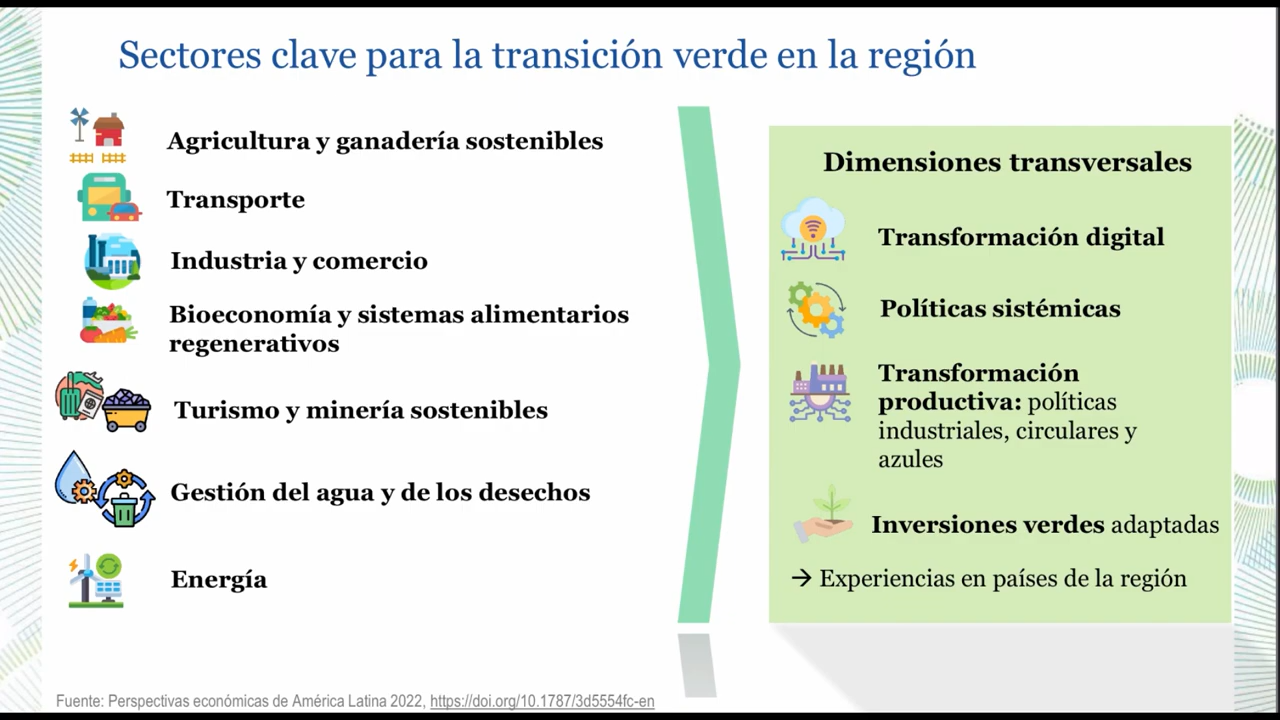 Sectores clave para la transición verde en la región
Agricultura y ganadería sostenibles
Transporte
Industria y comercio
Bioeconomía y sistemas alimentarios
regenerativos
Turismo y minería sostenibles
Gestión del agua y de los desechos
Energía
Dimensiones transversales
Transformación digital
Políticas sistémicas
Transformación
productiva: políticas
industriales, circulares y
azules
Inversiones verdes adaptadas
→ Experiencias en países de la región
Fuente: Perspectivas económicas de América Latina 2022, https://doi.org/10.1787/3d5554fc-en